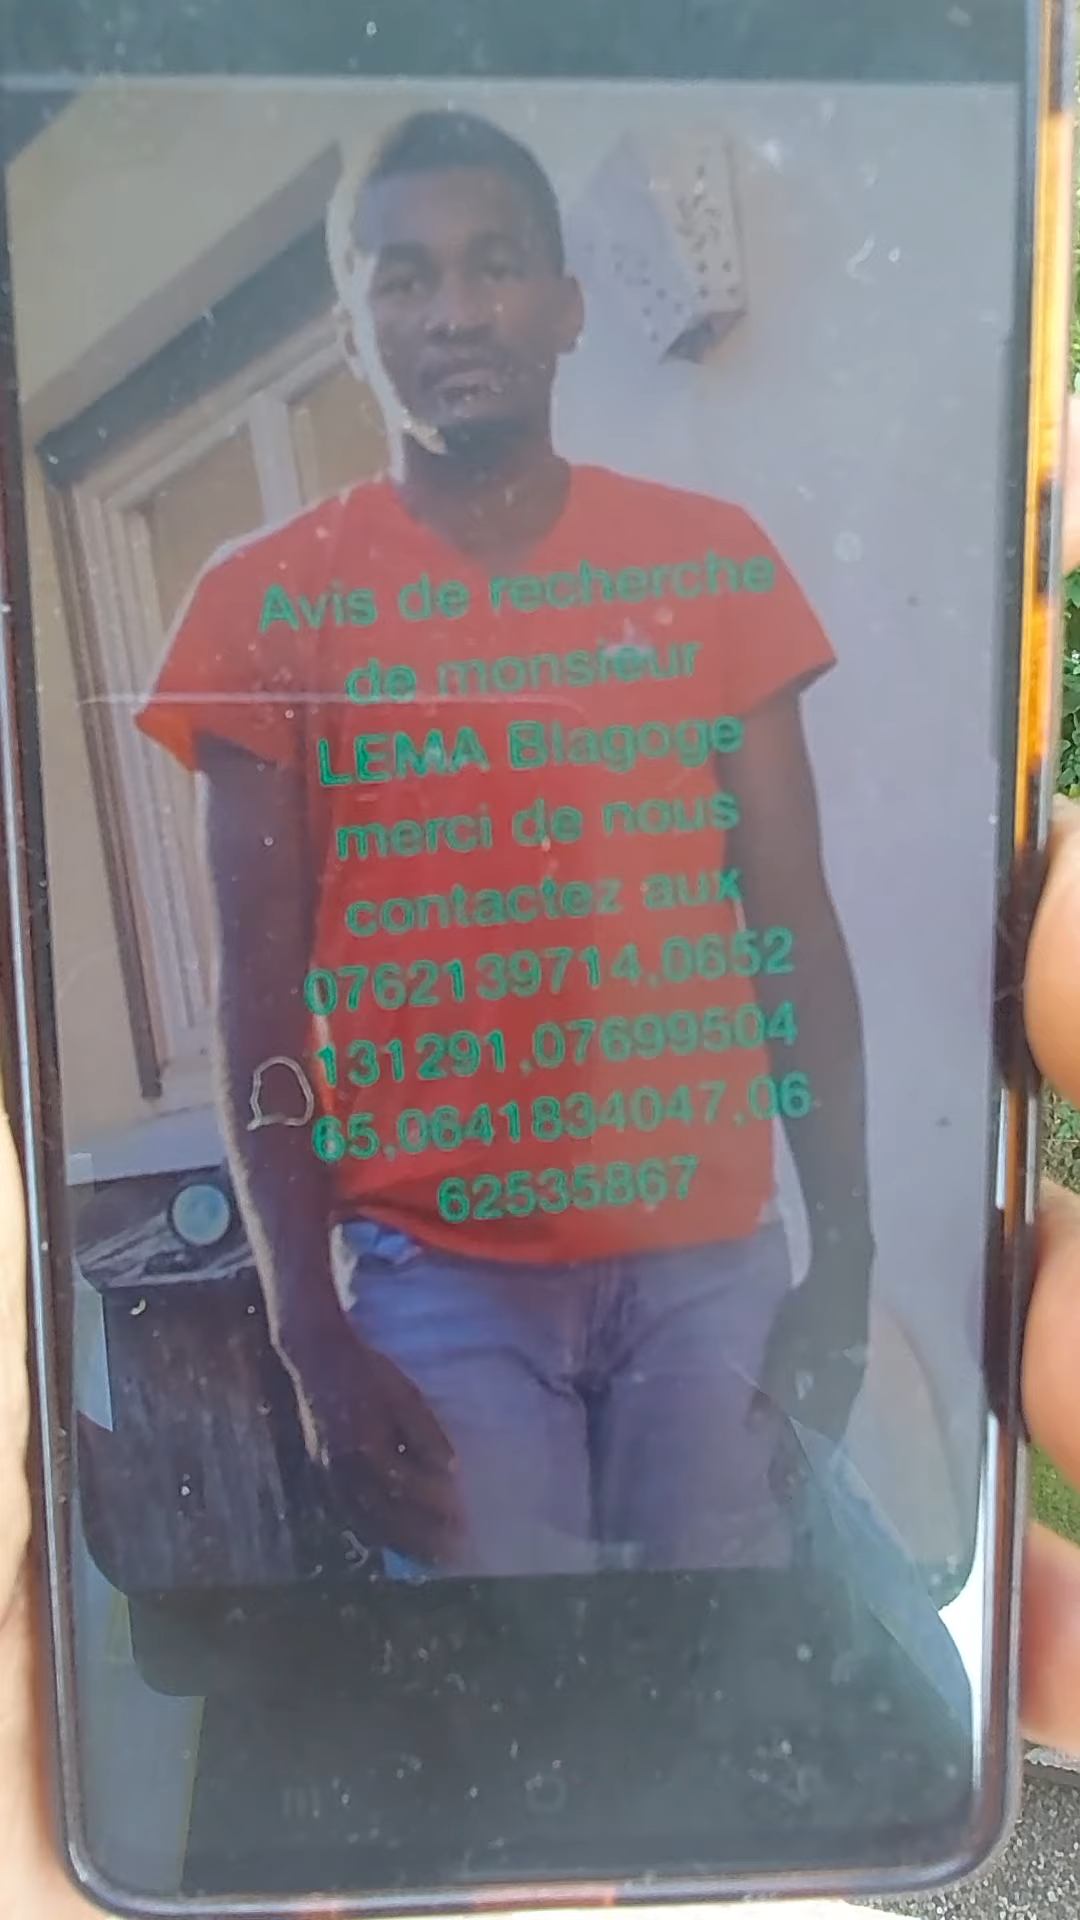 Avis de recherche
de monsieur
LEMA Blagoge
merci de nous
contactez aux
0762139714,0652
131291,07699504
65,0641834047,06
62535867